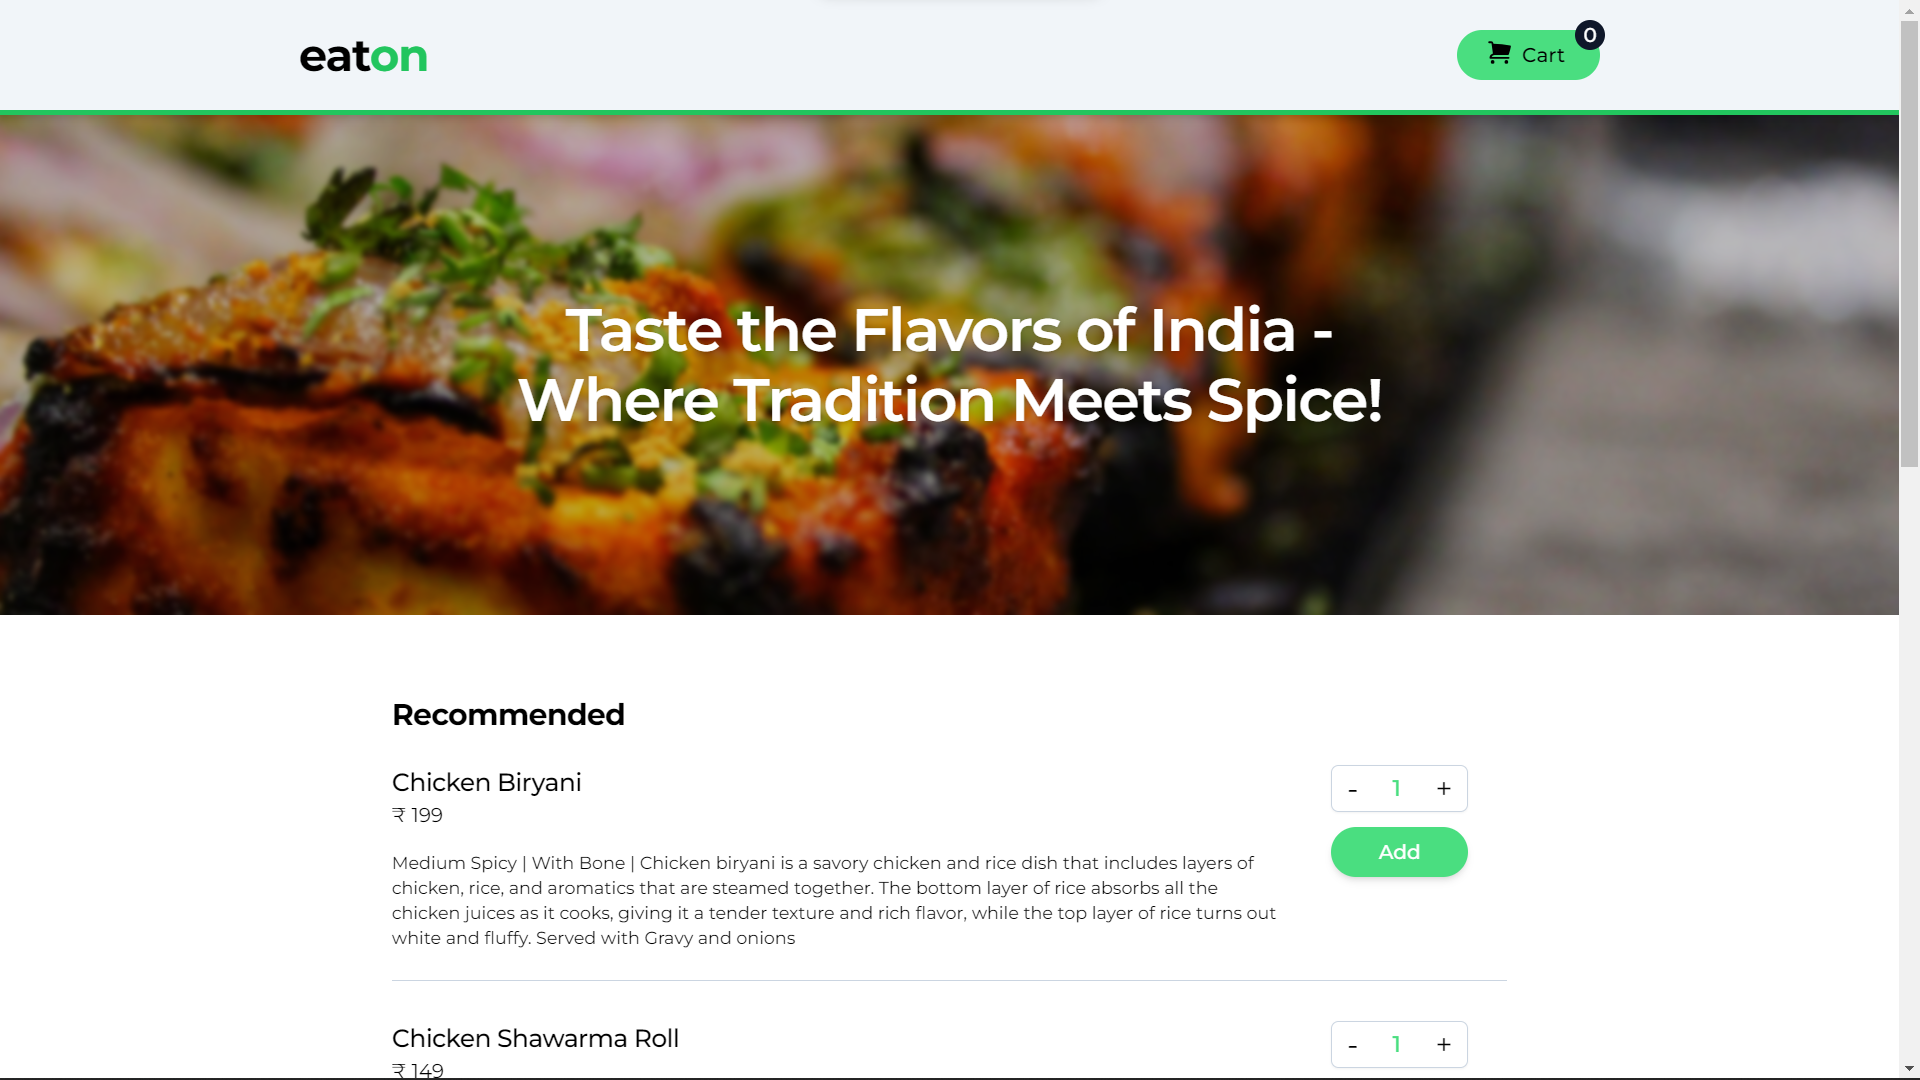 eaton
Cart
0
Taste the Flavors of India -
Where Tradition Meets Spice!
Recommended
Chicken Biryani
- 1 +
₹ 199
Add
Medium Spicy | With Bone | Chicken biryani is a savory chicken and rice dish that includes layers of
chicken, rice, and aromatics that are steamed together. The bottom layer of rice absorbs all the
chicken juices as it cooks, giving it a tender texture and rich flavor, while the top layer of rice turns out
white and fluffy. Served with Gravy and onions
Chicken Shawarma Roll
- 1 +
₹ 149